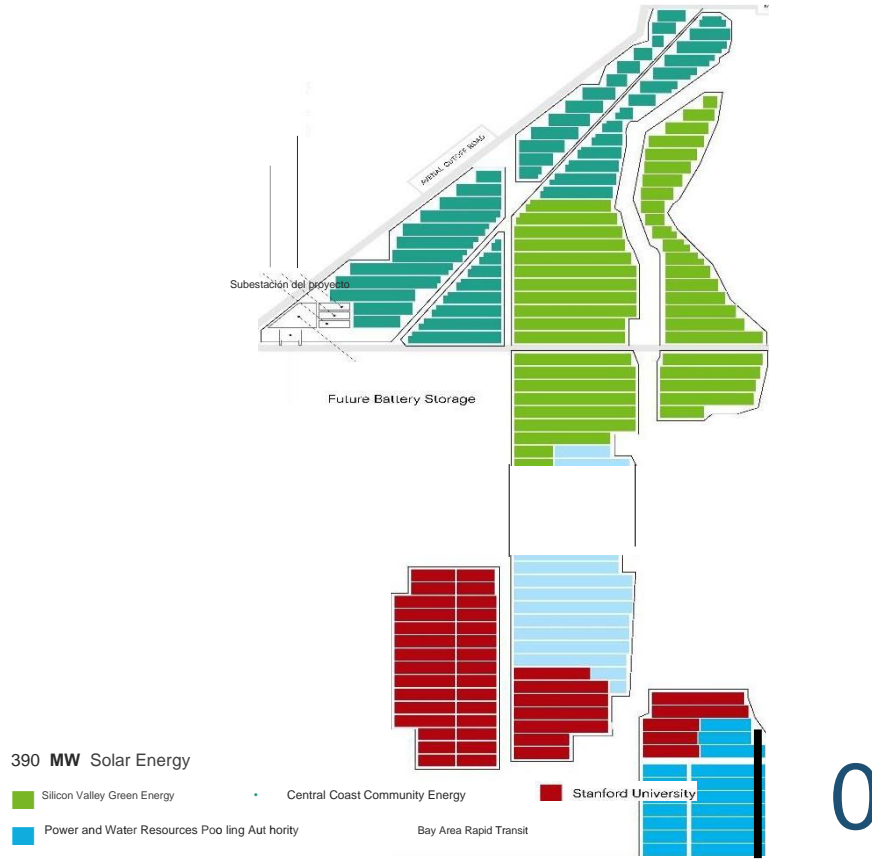 AVENAL CUTOFF ROAD
Subestación del proyecto
Future Battery Storage
390 MW Solar Energy
Silicon Valley Green Energy
Central Coast Community Energy
Stanford University
Power and Water Resources Poo ling Aut hority
Bay Area Rapid Transit
0